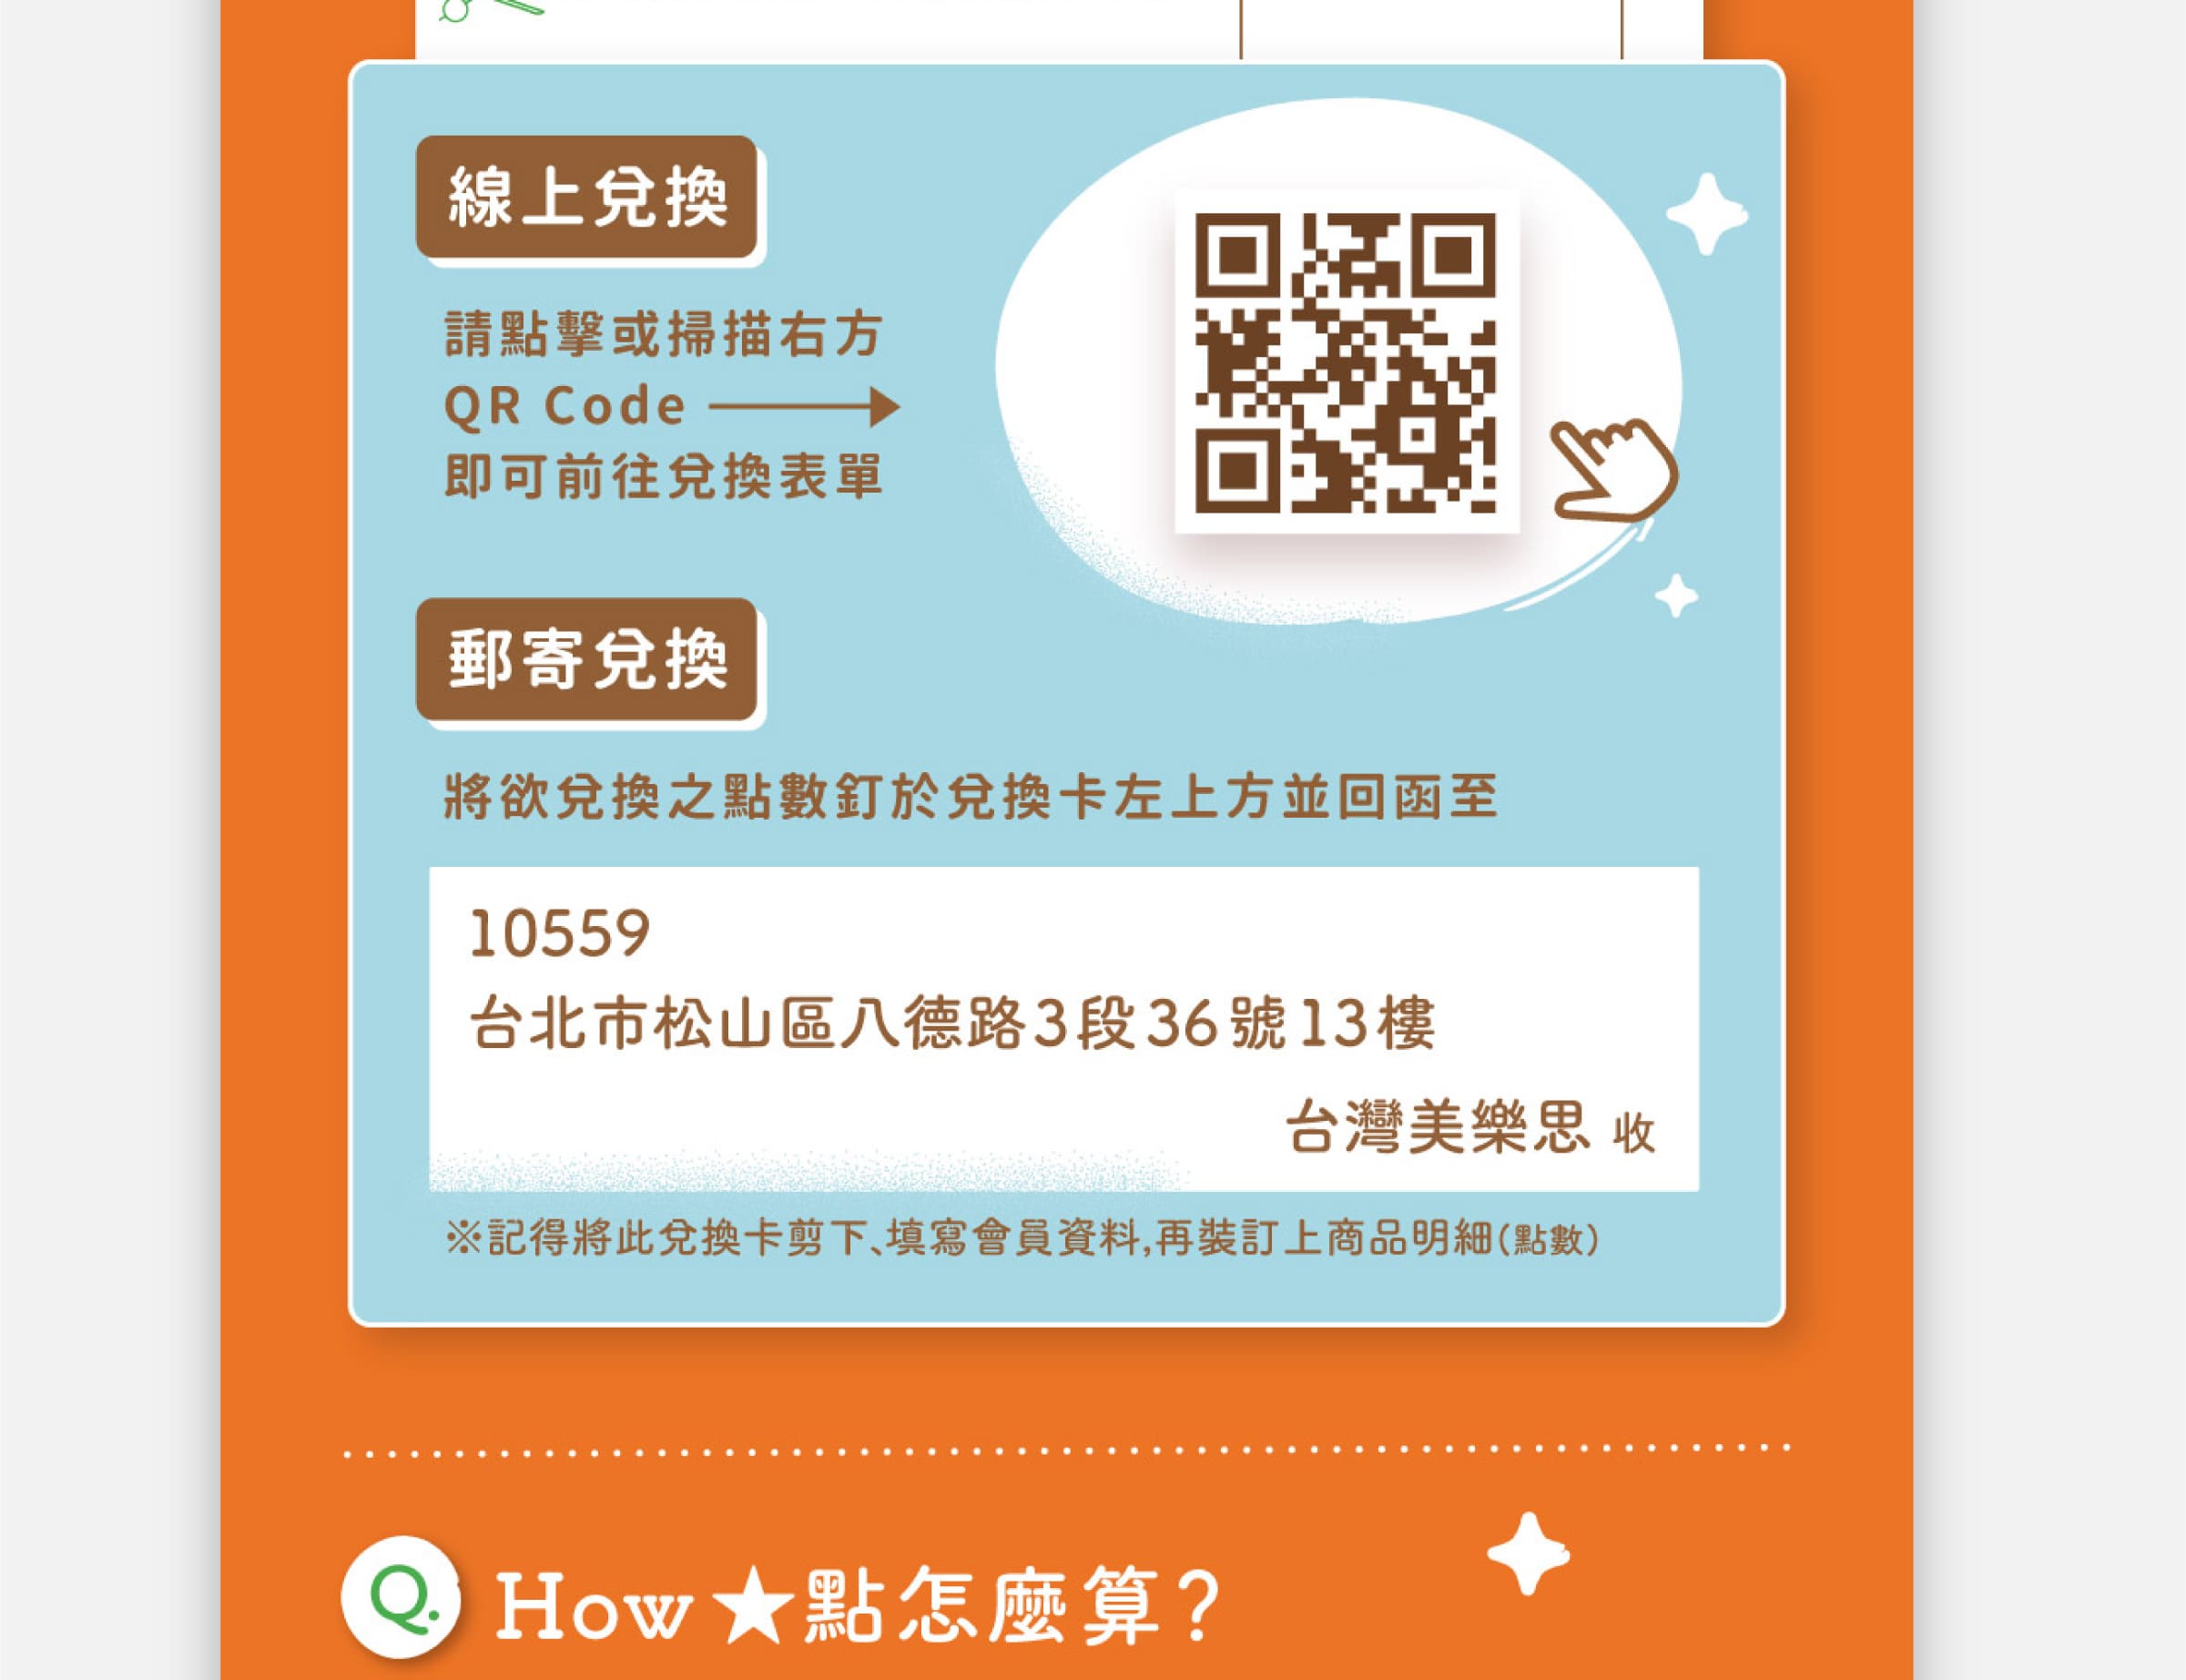 線上兌換
請點擊或掃描右方
QR Code
即可前往兌換表單
郵寄兌換
將欲兌換之點數釘於兌換卡左上方並回函至
10559
台北市松山區八德路3段36號13樓
台灣美樂思 收
※記得將此兌換卡剪下、填寫會員資料,再裝訂上商品明細(點數)
Q. How★點怎麼算?